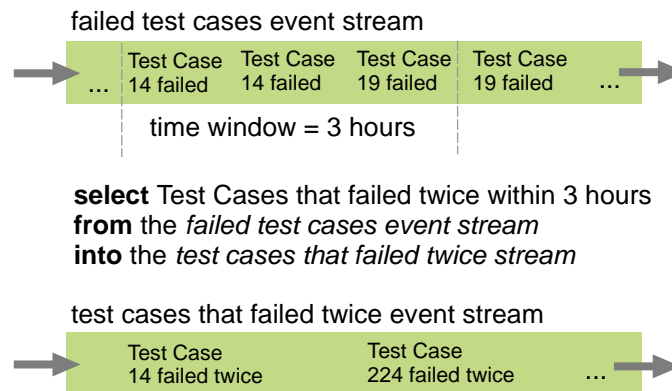 failed test cases event stream
Test Case Test Case Test Case Test Case
... 14 failed 14 failed 19 failed 19 failed ...
time window = 3 hours
select Test Cases that failed twice within 3 hours
from the failed test cases event stream
into the test cases that failed twice stream
test cases that failed twice event stream
Test Case Test Case
14 failed twice 224 failed twice ...